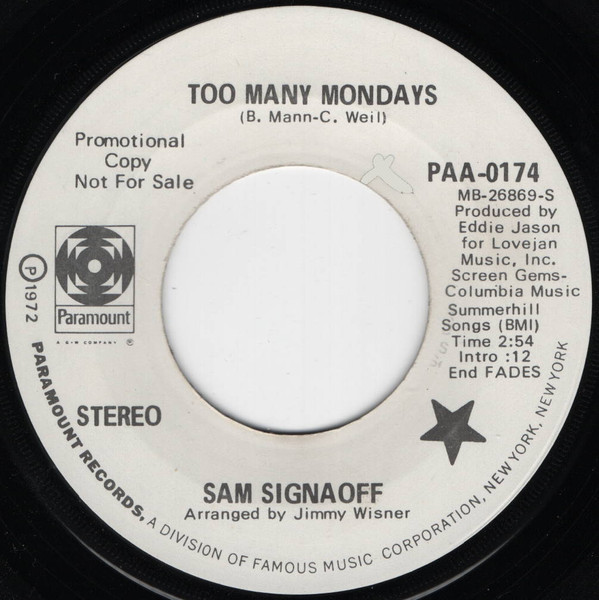 TOO MANY MONDAYS
(B. Mann-C. Weil)
Promotional
Copy
Not For Sale
PAA-0174
MB-26869-S
Produced by
Eddie Jason
for Lovejan
Music, Inc.
Screen Gems-
Columbia Music
Summerhill
Songs (BMI)
Time 2:54
Intro :12
End FADES
Paramount
A G+W COMPANY ®
Ⓟ1972
STEREO
SAM SIGNAOFF
Arranged by Jimmy Wisner
PARAMOUNT RECORDS, A DIVISION OF FAMOUS MUSIC CORPORATION, NEW YORK, NEW YORK